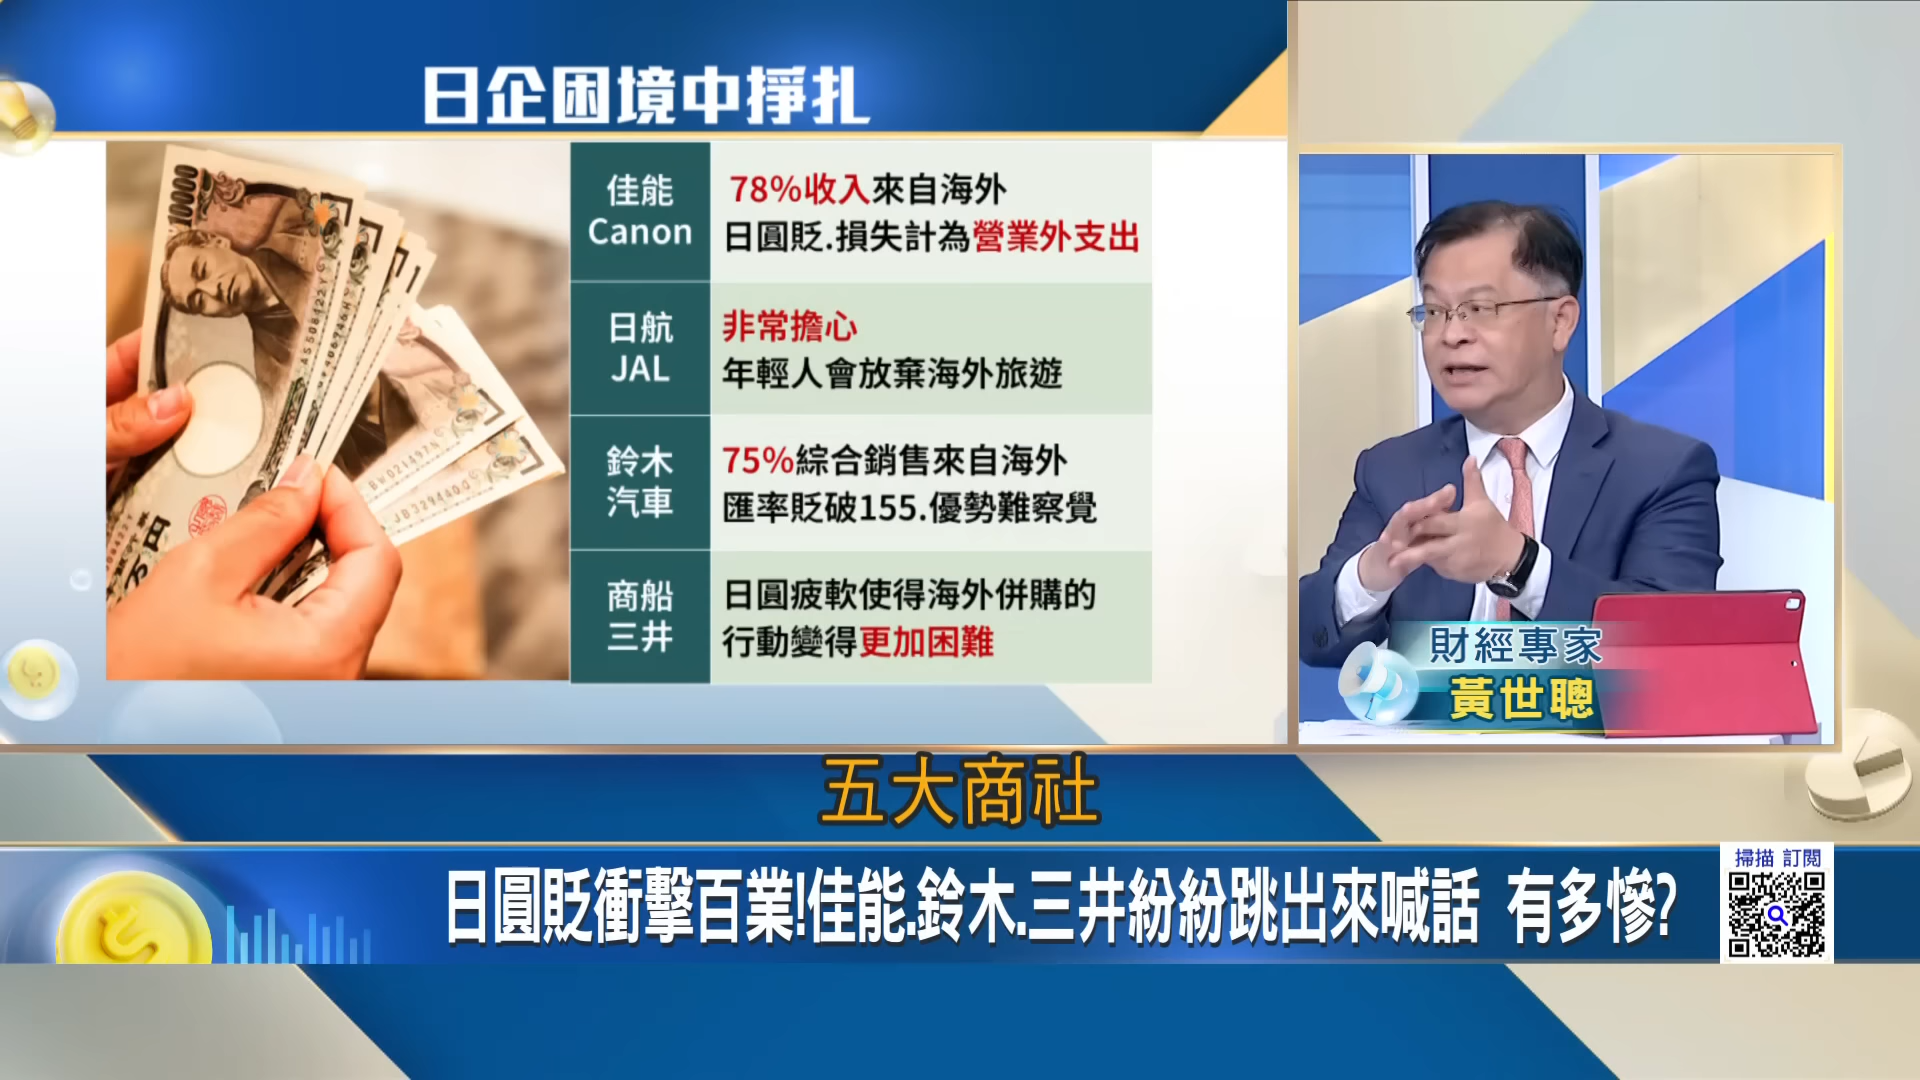 日企困境中掙扎
10000
佳能
Canon
78%收入來自海外
日圓貶.損失計為營業外支出
日航
JAL
非常擔心
年輕人會放棄海外旅遊
鈴木
汽車
75%綜合銷售來自海外
匯率貶破155.優勢難察覺
商船
三井
日圓疲軟使得海外併購的
行動變得更加困難
財經專家
黃世聰
五大商社
日圓貶衝擊百業!佳能.鈴木.三井紛紛跳出來喊話 有多慘?
掃描 訂閱